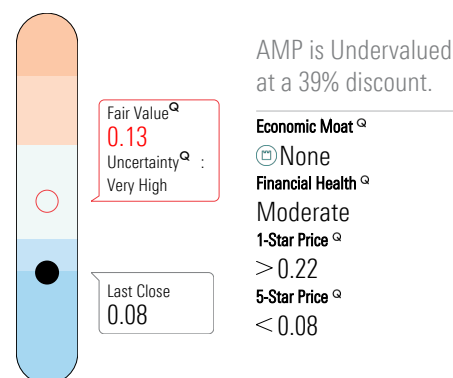 Fair Value Q
0.13
Uncertainty Q :
Very High
Last Close
0.08
AMP is Undervalued
at a 39% discount.
Economic Moat Q
None
Financial Health Q
Moderate
1-Star Price Q
>0.22
5-Star Price Q
<0.08